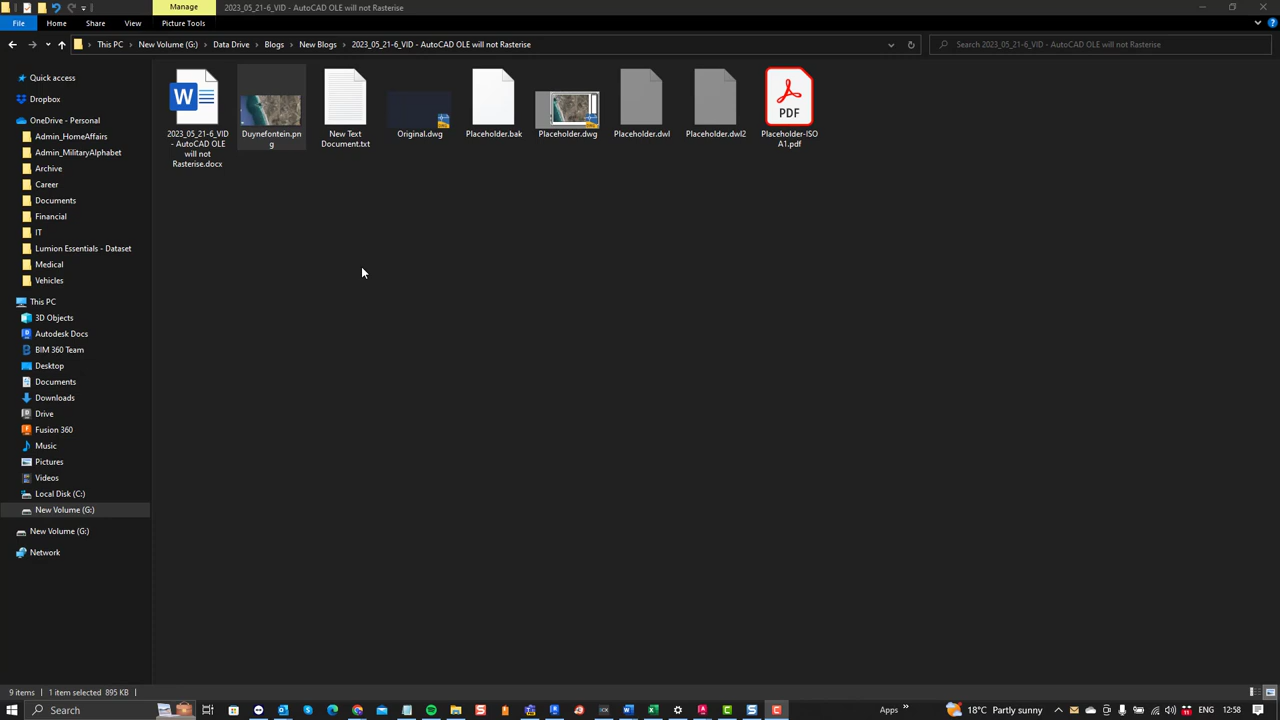 Manage
2023_05_21-6_VID - AutoCAD OLE will not Rasterise
File
Home
Share
View
Picture Tools
This PC
New Volume (G:)
Data Drive
Blogs
New Blogs
2023_05_21-6_VID - AutoCAD OLE will not Rasterise
Search 2023_05_21-6_VID - AutoCAD OLE will not Rasterise
Quick access
Dropbox
OneDrive - Personal
Admin_HomeAffairs
Admin_MilitaryAlphabet
Archive
Career
Documents
Financial
IT
Lumion Essentials - Dataset
Medical
Vehicles
This PC
3D Objects
Autodesk Docs
BIM 360 Team
Desktop
Documents
Downloads
Drive
Fusion 360
Music
Pictures
Videos
Local Disk (C:)
New Volume (G:)
New Volume (G:)
Network
W
2023_05_21-6_VID
- AutoCAD OLE
will not
Rasterise.docx
Duynefontein.pn
g
New Text
Document.txt
Original.dwg
Placeholder.bak
Placeholder.dwg
Placeholder.dwl
Placeholder.dwl2
PDF
Placeholder-ISO
A1.pdf
9 items
1 item selected 895 KB
Search
Apps
18°C Partly sunny
ENG
12:58